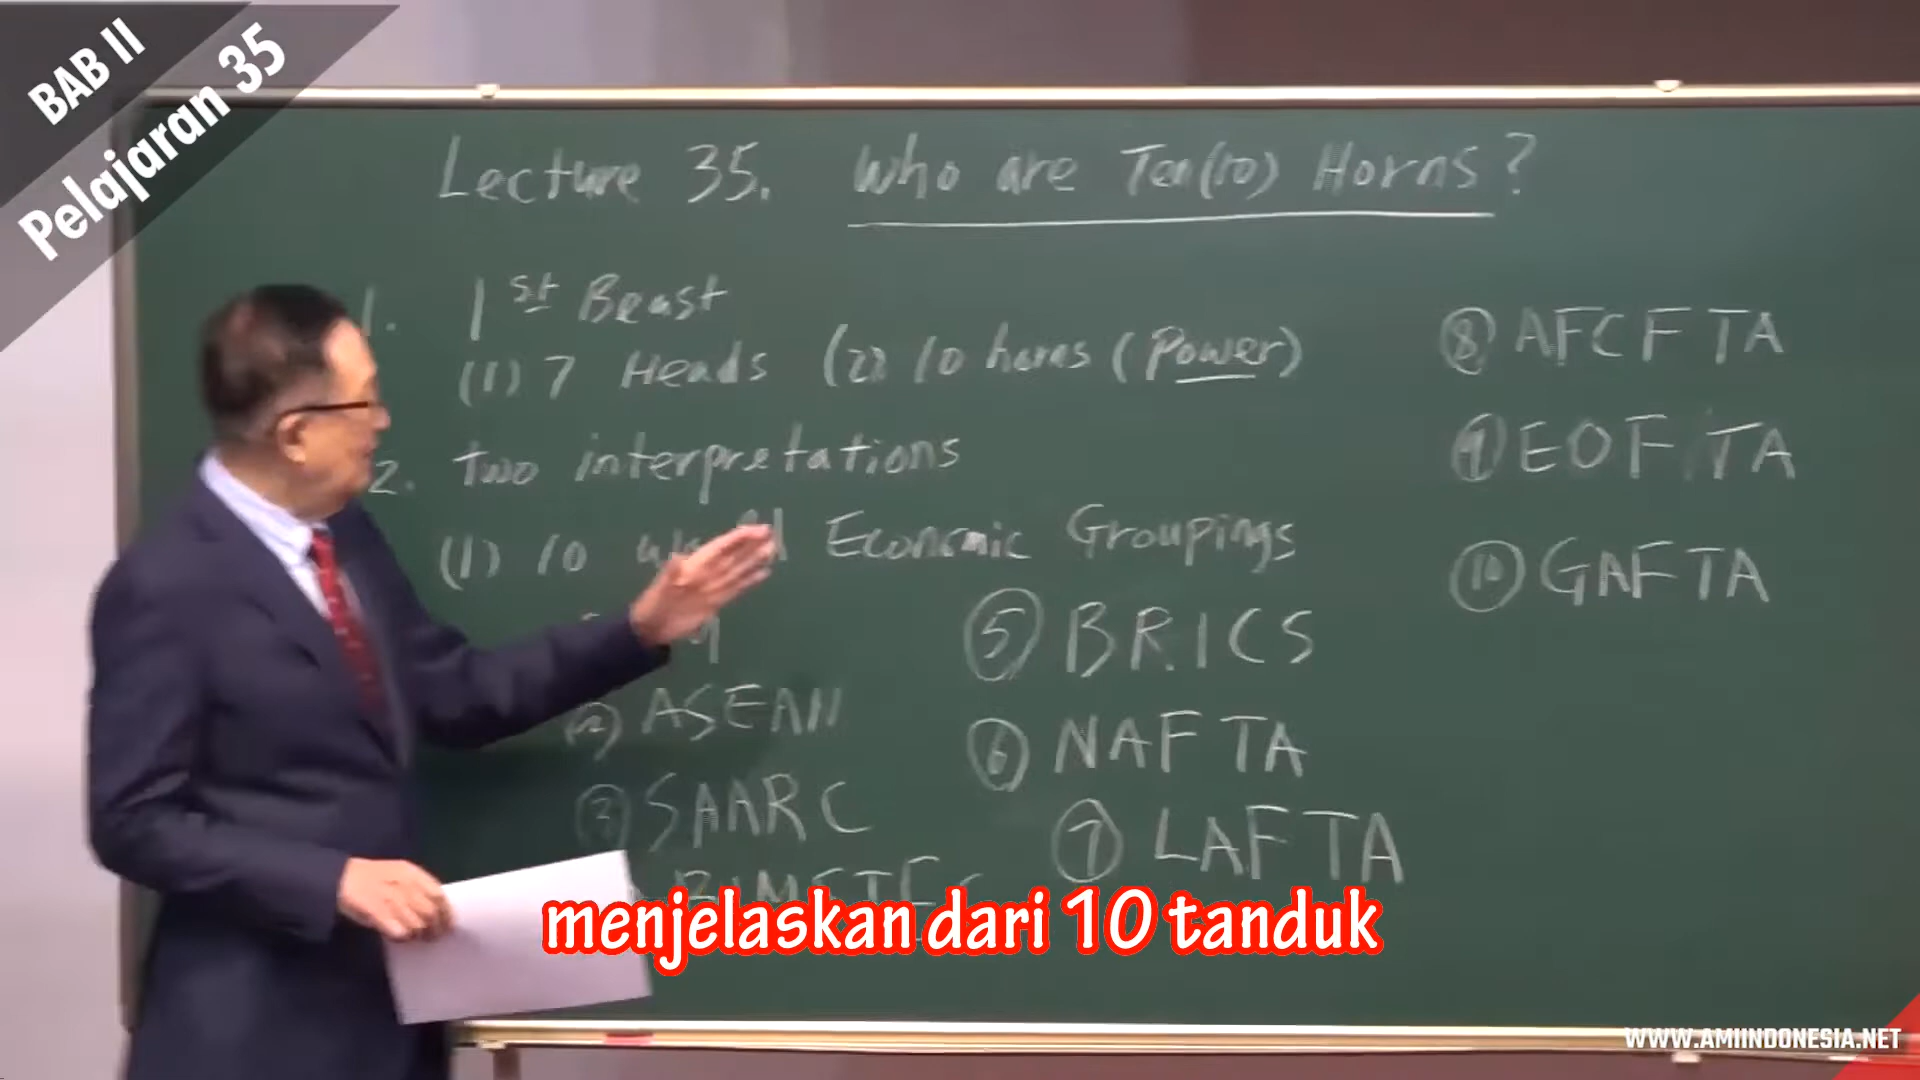 BAB II
Pelajaran 35
Lecture 35. Who are Ten(10) Horns?
1. 1st Beast
(1) 7 Heads (2) 10 horns (Power)
2. two interpretations
(1) 10 Economic Groupings
② ASEAN
③ SAARC
⑤ BRICS
⑥ NAFTA
⑦ LAFTA
⑧ AFCFTA
⑨ EOFTA
⑩ GAFTA
menjelaskan dari 10 tanduk
WWW.AMIINDONESIA.NET